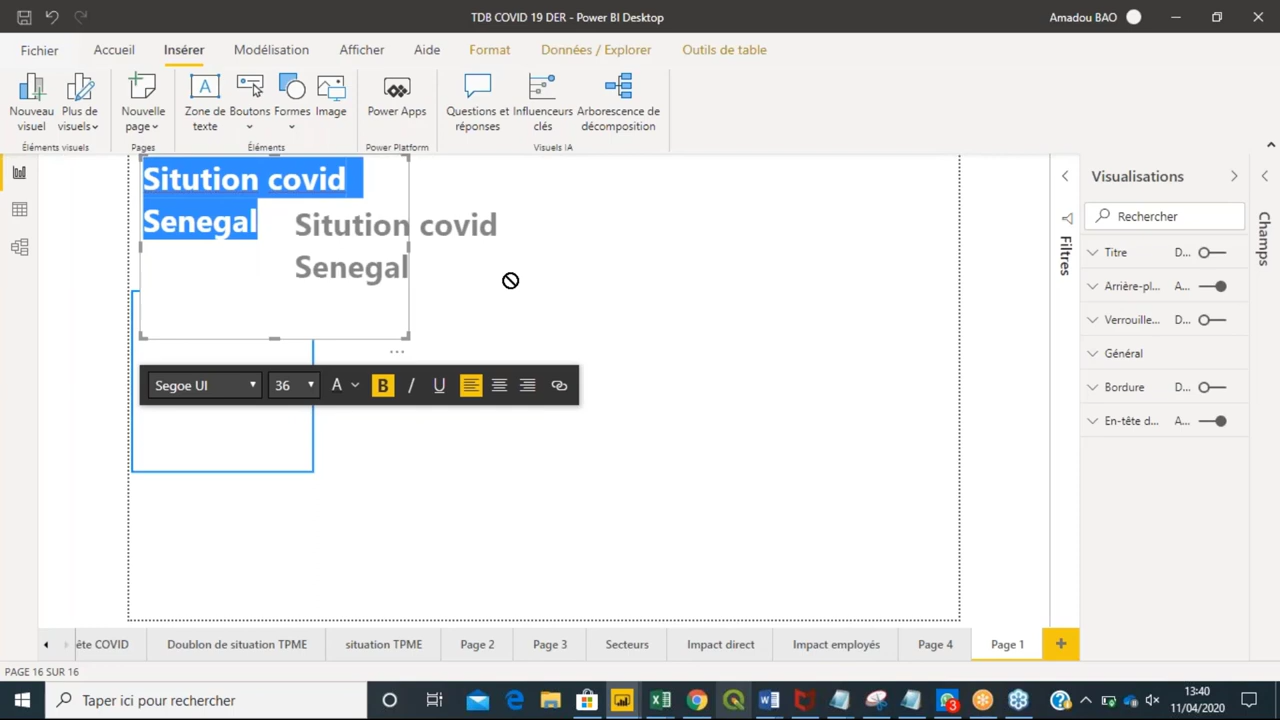 TDB COVID 19 DER - Power BI Desktop
Amadou BAO
Fichier Accueil Insérer Modélisation Afficher Aide Format Données / Explorer Outils de table
Nouveau visuel
Plus de visuels
Nouvelle page
Zone de texte
Boutons
Formes
Image
Power Apps
Questions et réponses
Influenceurs clés
Arborescence de décomposition
Éléments visuels Pages Éléments Power Platform Visuels IA
Sitution covid
Senegal
Sitution covid
Senegal
Segoe UI 36 A B / U
Visualisations
Rechercher
Titre D...
Arrière-pl... A...
Verrouille... D...
Général
Bordure D...
En-tête d... A...
Filtres
Champs
ête COVID Doublon de situation TPME situation TPME Page 2 Page 3 Secteurs Impact direct Impact employés Page 4 Page 1 +
PAGE 16 SUR 16
Taper ici pour rechercher
3
13:40
11/04/2020